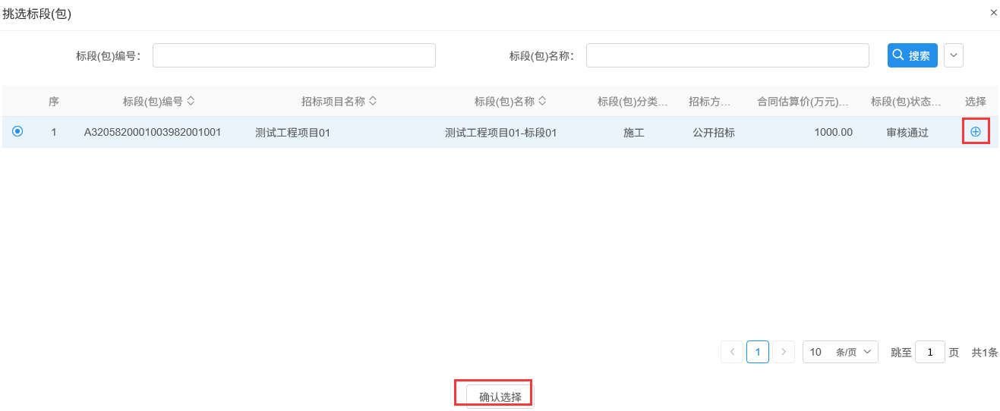 挑选标段(包)
×
标段(包)编号：
标段(包)名称：
搜索
序 标段(包)编号 招标项目名称 标段(包)名称 标段(包)分类... 招标方... 合同估算价(万元)... 标段(包)状态... 选择
1 A3205820001003982001001 测试工程项目01 测试工程项目01-标段01 施工 公开招标 1000.00 审核通过
1 10 条/页 跳至 1 页 共1条
确认选择